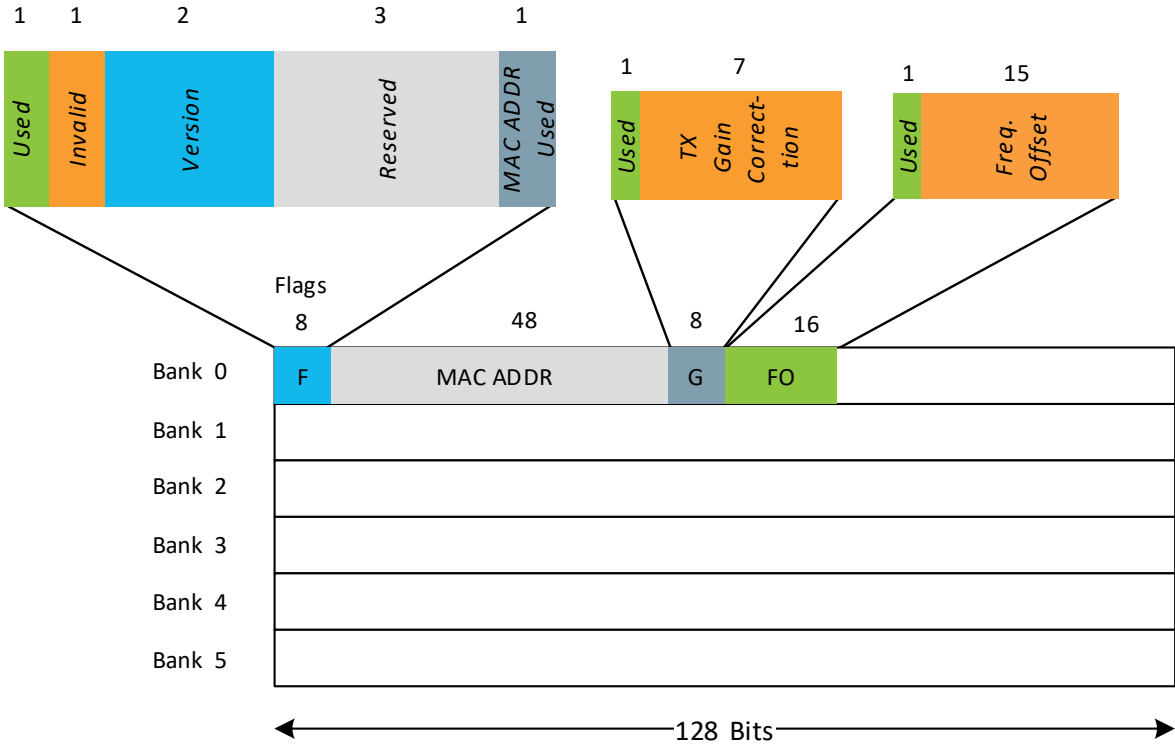 1 1 2 3 1
Used
Invalid
Version
Reserved
MAC ADDR
Used
1 7
Used
TX
Gain
Correct-
tion
1 15
Used
Freq.
Offset
Flags
8 48 8 16
Bank 0 F MAC ADDR G FO
Bank 1
Bank 2
Bank 3
Bank 4
Bank 5
128 Bits